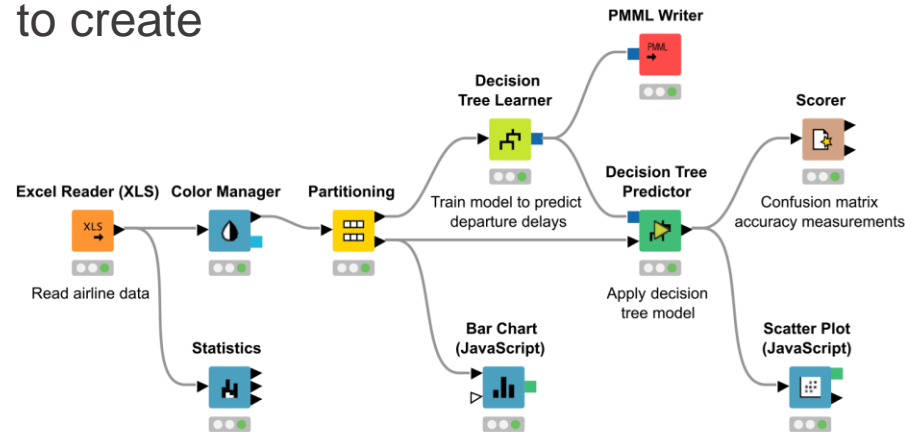 to create
PMML Writer
PMML
Decision
Tree Learner
Scorer
Train model to predict
departure delays
Decision Tree
Predictor
Confusion matrix
accuracy measurements
Excel Reader (XLS)
Color Manager
Partitioning
XLS
Read airline data
Apply decision
tree model
Statistics
Bar Chart
(JavaScript)
Scatter Plot
(JavaScript)